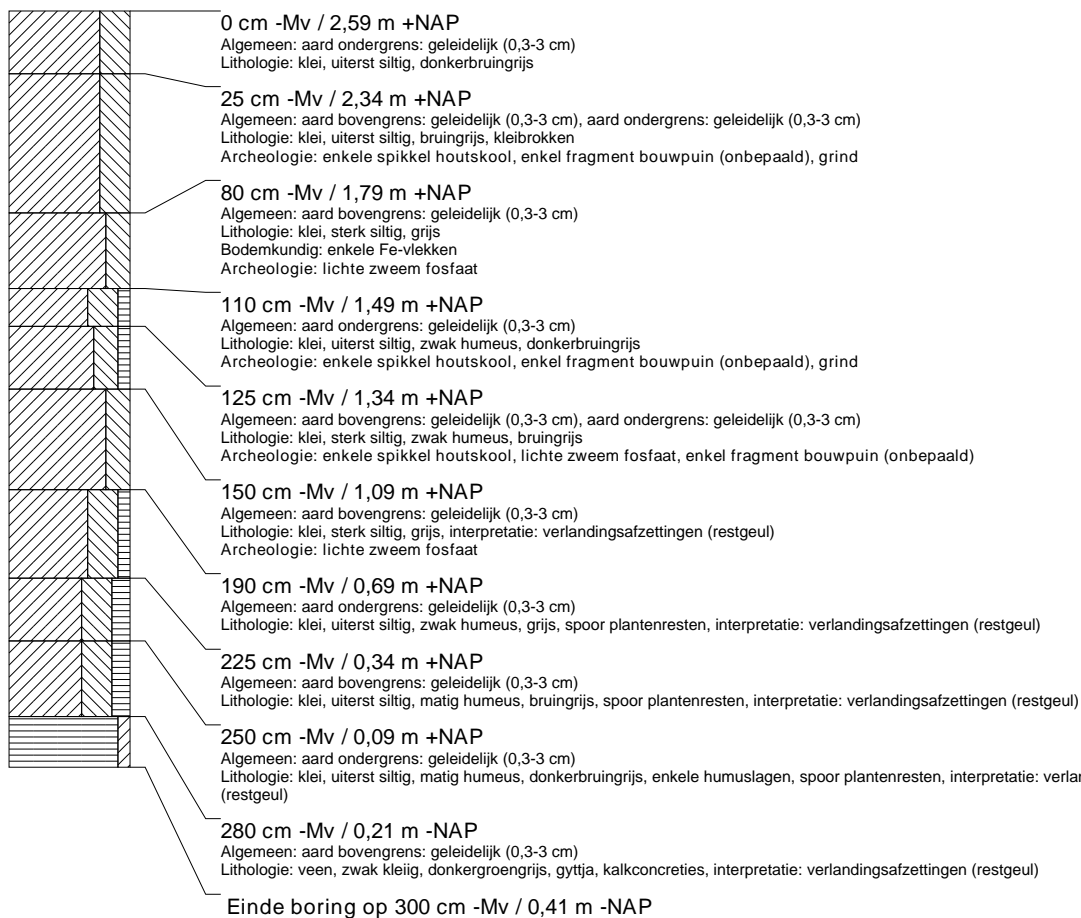 0 cm -Mv / 2,59 m +NAP
Algemeen: aard ondergrens: geleidelijk (0,3-3 cm)
Lithologie: klei, uiterst siltig, donkerbruingrijs
25 cm -Mv / 2,34 m +NAP
Algemeen: aard bovengrens: geleidelijk (0,3-3 cm), aard ondergrens: geleidelijk (0,3-3 cm)
Lithologie: klei, uiterst siltig, bruingrijs, kleibrokken
Archeologie: enkele spikkel houtskool, enkel fragment bouwpuin (onbepaald), grind
80 cm -Mv / 1,79 m +NAP
Algemeen: aard bovengrens: geleidelijk (0,3-3 cm)
Lithologie: klei, sterk siltig, grijs
Bodemkundig: enkele Fe-vlekken
Archeologie: lichte zweem fosfaat
110 cm -Mv / 1,49 m +NAP
Algemeen: aard ondergrens: geleidelijk (0,3-3 cm)
Lithologie: klei, uiterst siltig, zwak humeus, donkerbruingrijs
Archeologie: enkele spikkel houtskool, enkel fragment bouwpuin (onbepaald), grind
125 cm -Mv / 1,34 m +NAP
Algemeen: aard bovengrens: geleidelijk (0,3-3 cm), aard ondergrens: geleidelijk (0,3-3 cm)
Lithologie: klei, sterk siltig, zwak humeus, bruingrijs
Archeologie: enkele spikkel houtskool, lichte zweem fosfaat, enkel fragment bouwpuin (onbepaald)
150 cm -Mv / 1,09 m +NAP
Algemeen: aard bovengrens: geleidelijk (0,3-3 cm)
Lithologie: klei, sterk siltig, grijs, interpretatie: verlandingsafzettingen (restgeul)
Archeologie: lichte zweem fosfaat
190 cm -Mv / 0,69 m +NAP
Algemeen: aard ondergrens: geleidelijk (0,3-3 cm)
Lithologie: klei, uiterst siltig, zwak humeus, grijs, spoor plantenresten, interpretatie: verlandingsafzettingen (restgeul)
225 cm -Mv / 0,34 m +NAP
Algemeen: aard bovengrens: geleidelijk (0,3-3 cm)
Lithologie: klei, uiterst siltig, matig humeus, bruingrijs, spoor plantenresten, interpretatie: verlandingsafzettingen (restgeul)
250 cm -Mv / 0,09 m +NAP
Algemeen: aard ondergrens: geleidelijk (0,3-3 cm)
Lithologie: klei, uiterst siltig, matig humeus, donkerbruingrijs, enkele humuslagen, spoor plantenresten, interpretatie:
(restgeul)
280 cm -Mv / 0,21 m -NAP
Algemeen: aard bovengrens: geleidelijk (0,3-3 cm)
Lithologie: veen, zwak kleiig, donkergroengrijs, gyttja, kalkconcreties, interpretatie: verlandingsafzettingen (restgeul)
Einde boring op 300 cm -Mv / 0,41 m -NAP